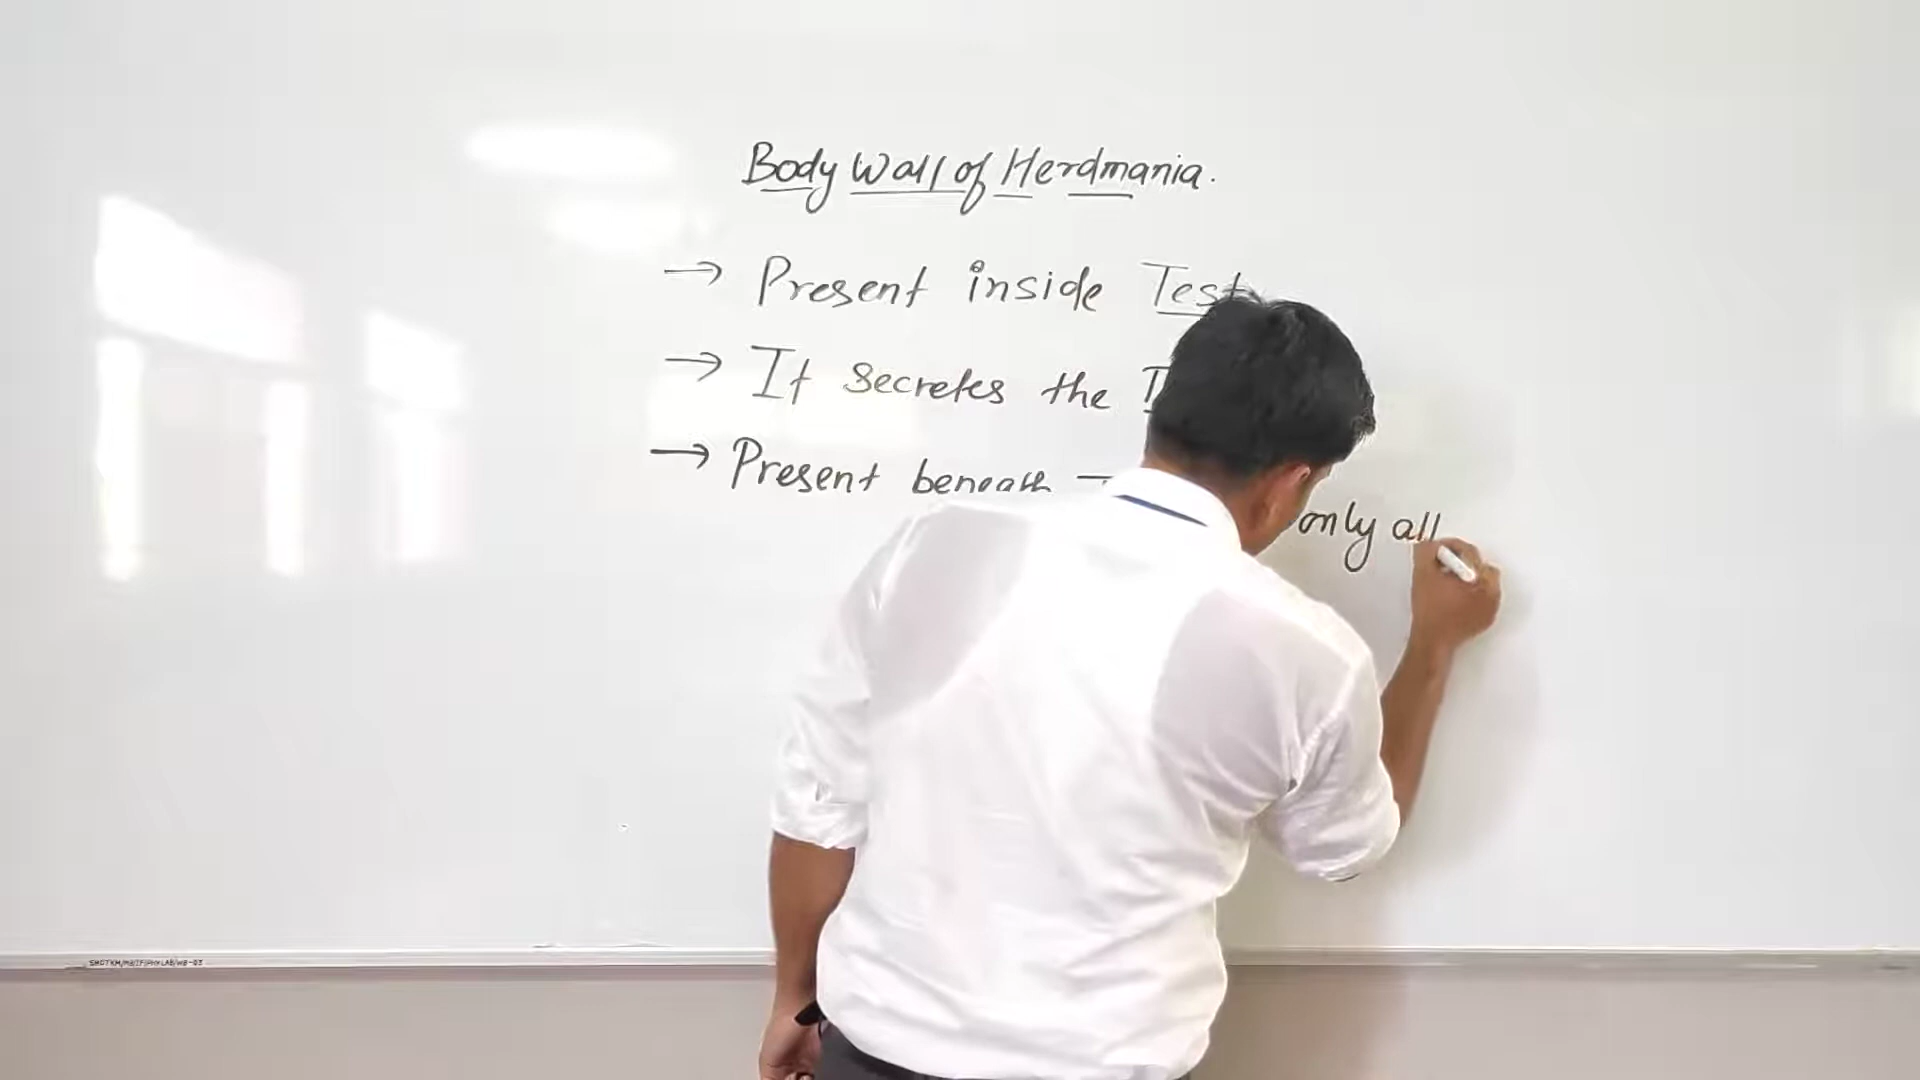 Body Wall of Herdmania.
→ Present inside Test
→ It secretes the
→ Present beneath
only all